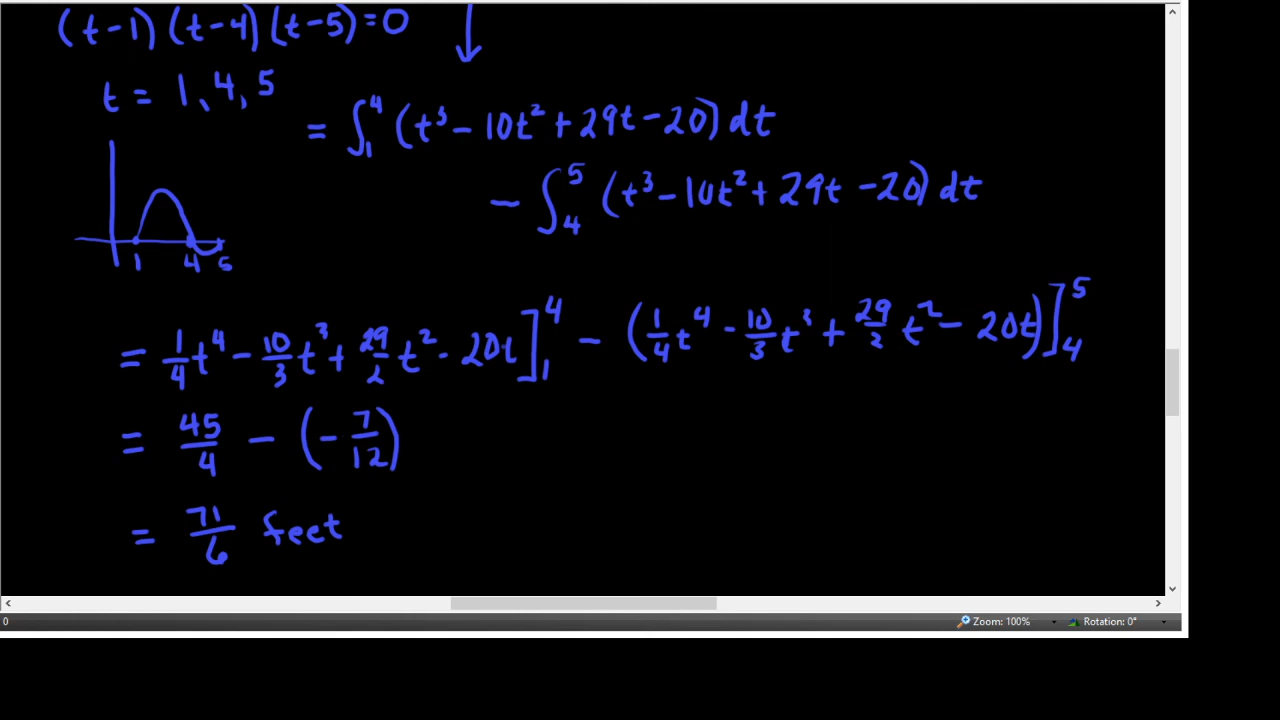 (t-1)(t-4)(t-5)=0
t = 1, 4, 5
= ∫₁⁴ (t³ - 10t² + 29t - 20) dt
- ∫₄⁵ (t³ - 10t² + 29t - 20) dt
1 4 5
= 1/4 t⁴ - 10/3 t³ + 29/2 t² - 20t ]₁⁴ - (1/4 t⁴ - 10/3 t³ + 29/2 t² - 20t) ]₄⁵
= 45/4 - (- 7/12)
= 71/6 feet
0 Zoom: 100% Rotation: 0°